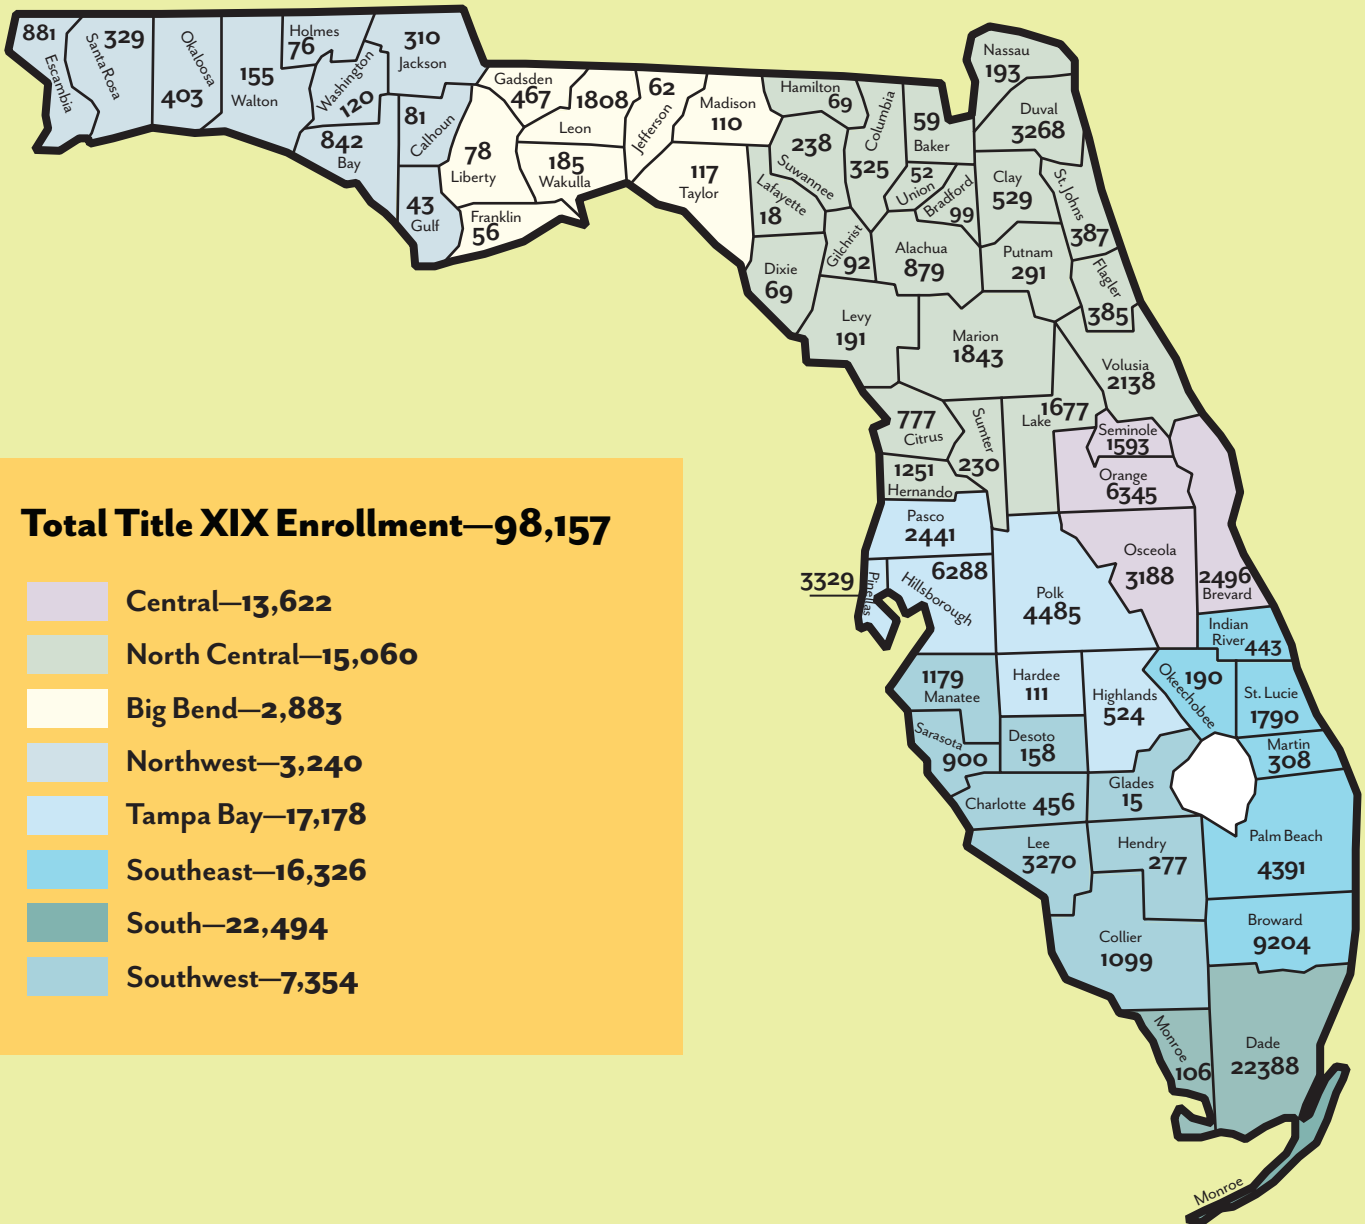 881
Escambia
Santa Rosa
329
Okaloosa
403
155
Walton
Holmes
76
Washington
120
310
Jackson
842
Bay
81
Calhoun
43
Gulf
Gadsden
467
1808
Leon
62
Jefferson
Madison
110
78
Liberty
185
Wakulla
Franklin
56
117
Taylor
Hamilton
69
238
Suwannee
Lafayette
18
Columbia
325
59
Baker
52
Union
Bradford
99
Nassau
193
Duval
3268
Clay
529
St. Johns
387
Dixie
69
Gilchrist
92
Alachua
879
Putnam
291
Flagler
385
Levy
191
Marion
1843
Volusia
2138
777
Citrus
Sumter
230
Lake
1677
Seminole
1593
1251
Hernando
Orange
6345
Pasco
2441
Osceola
3188
2496
Brevard
3329
Pinellas
6288
Hillsborough
Polk
4485
Indian
River 443
1179
Manatee
Hardee
111
Highlands
524
190
Okeechobee
St. Lucie
1790
Sarasota
900
Desoto
158
Martin
308
Charlotte 456
Glades
15
Palm Beach
4391
Lee
3270
Hendry
277
Collier
1099
Broward
9204
Monroe
106
Dade
22388
Monroe
Total Title XIX Enrollment—98,157
Central—13,622
North Central—15,060
Big Bend—2,883
Northwest—3,240
Tampa Bay—17,178
Southeast—16,326
South—22,494
Southwest—7,354